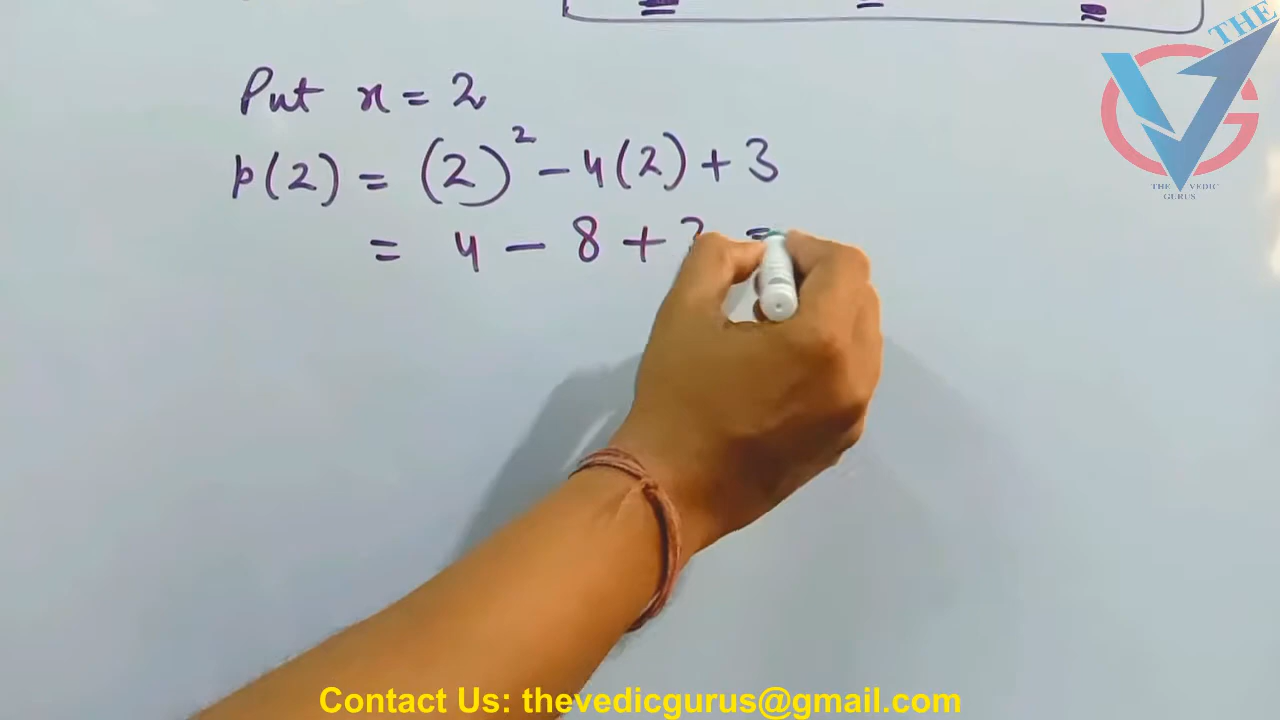 THE
Put x = 2
THE VEDIC
GURUS
p(2) = (2)² - 4(2) + 3
= 4 - 8 + 3 =
Contact Us: thevedicgurus@gmail.com